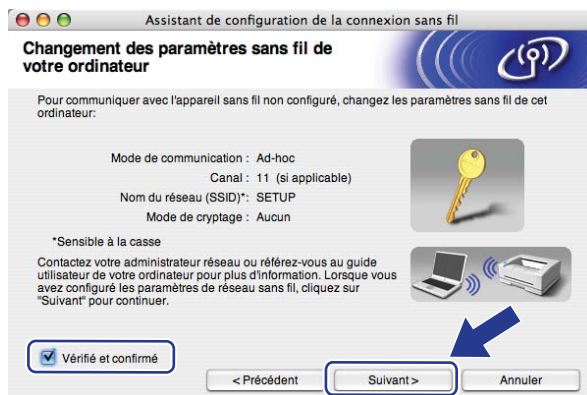 Assistant de configuration de la connexion sans fil
Changement des paramètres sans fil de
votre ordinateur
Pour communiquer avec l'appareil sans fil non configuré, changez les paramètres sans fil de cet
ordinateur:
Mode de communication : Ad-hoc
Canal : 11 (si applicable)
Nom du réseau (SSID)*: SETUP
Mode de cryptage : Aucun
*Sensible à la casse
Contactez votre administrateur réseau ou référez-vous au guide
utilisateur de votre ordinateur pour plus d'information. Lorsque vous
avez configuré les paramètres de réseau sans fil, cliquez sur
"Suivant" pour continuer.
Vérifié et confirmé
< Précédent
Suivant >
Annuler